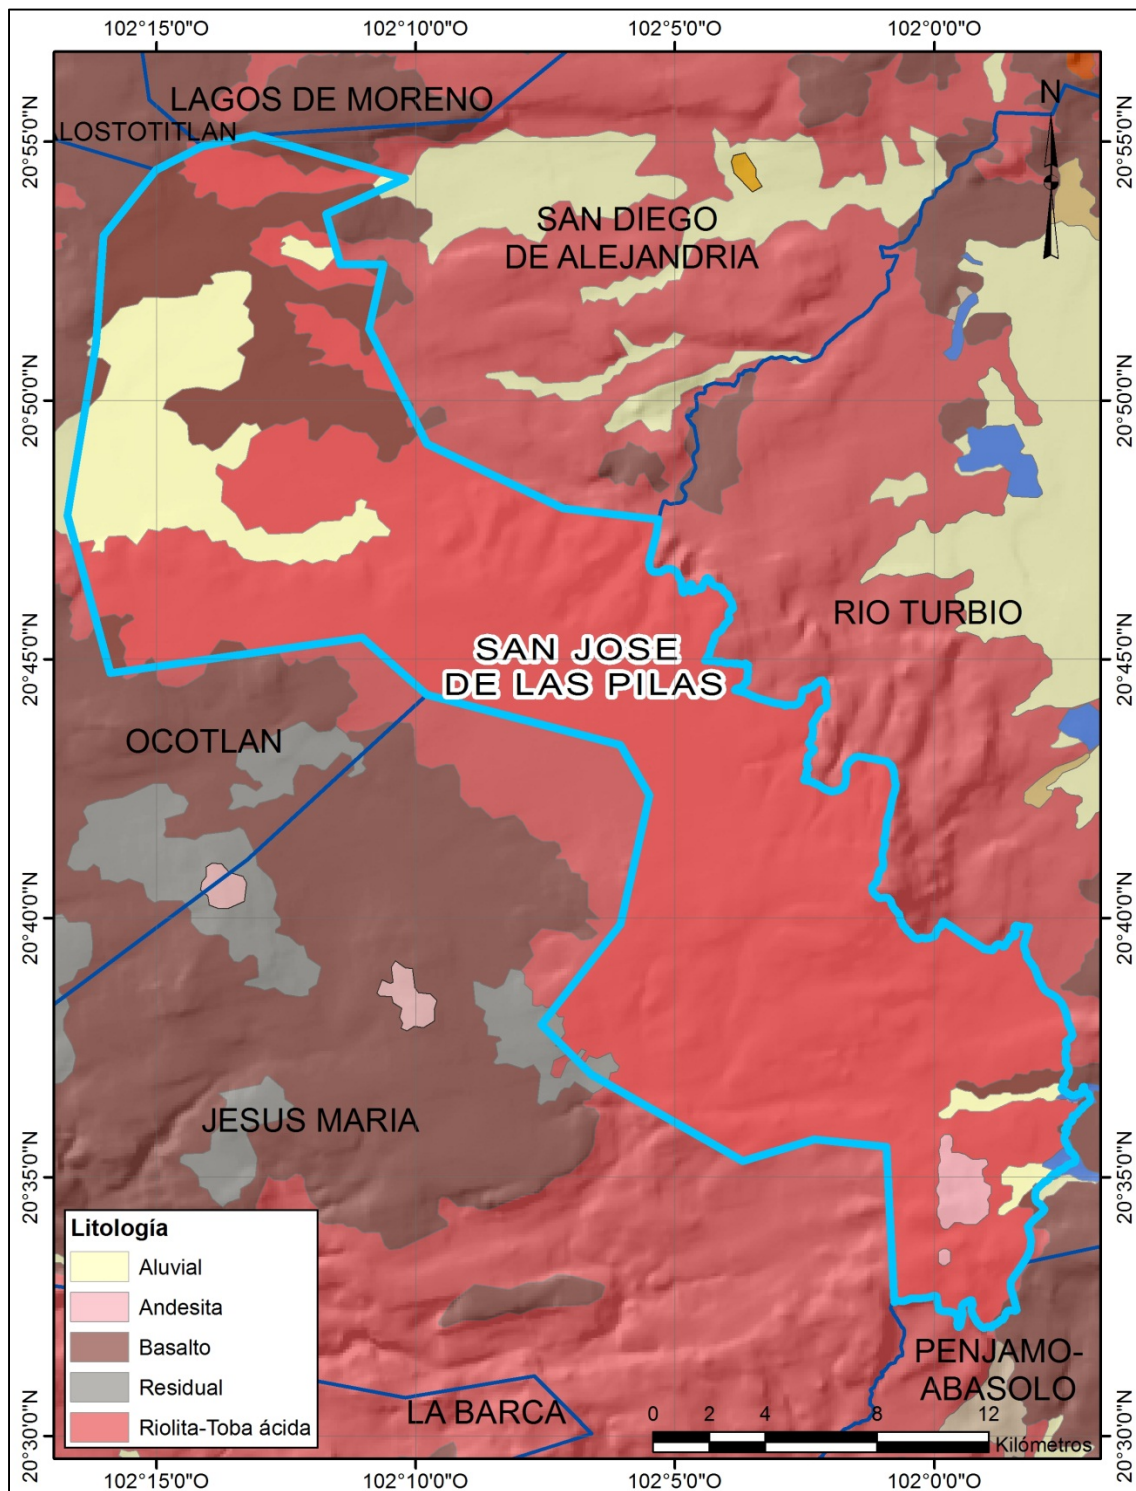 102°15'0"O 102°10'0"O 102°5'0"O 102°0'0"O
20°55'0"N
20°50'0"N
20°45'0"N
20°40'0"N
20°35'0"N
20°30'0"N
20°55'0"N
20°50'0"N
20°45'0"N
20°40'0"N
20°35'0"N
20°30'0"N
N
LAGOS DE MORENO
ALOSTOTITLAN
SAN DIEGO
DE ALEJANDRIA
RIO TURBIO
SAN JOSE
DE LAS PILAS
OCOTLAN
JESUS MARIA
PENJAMO-
ABASOLO
LA BARCA
Litología
Aluvial
Andesita
Basalto
Residual
Riolita-Toba ácida
0 2 4 8 12
Kilómetros
102°15'0"O 102°10'0"O 102°5'0"O 102°0'0"O